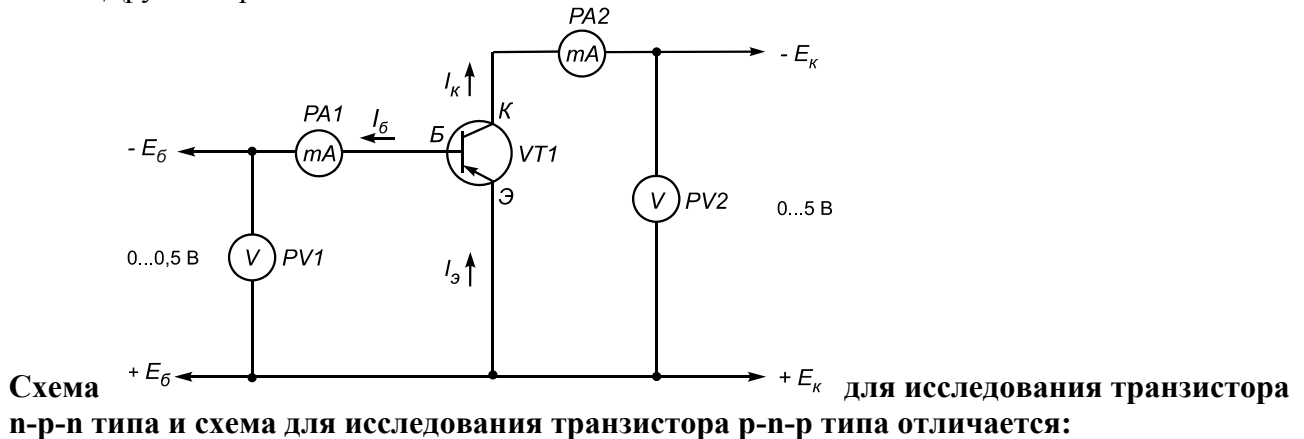 PA2
mA
- Eк
Iк
К
PA1
Iб
Б
- Eб
mA
VT1
Э
V
PV2
0...5 В
0...0,5 В
V
PV1
Iэ
Схема + Eб + Eк для исследования транзистора
n-p-n типа и схема для исследования транзистора p-n-p типа отличается: